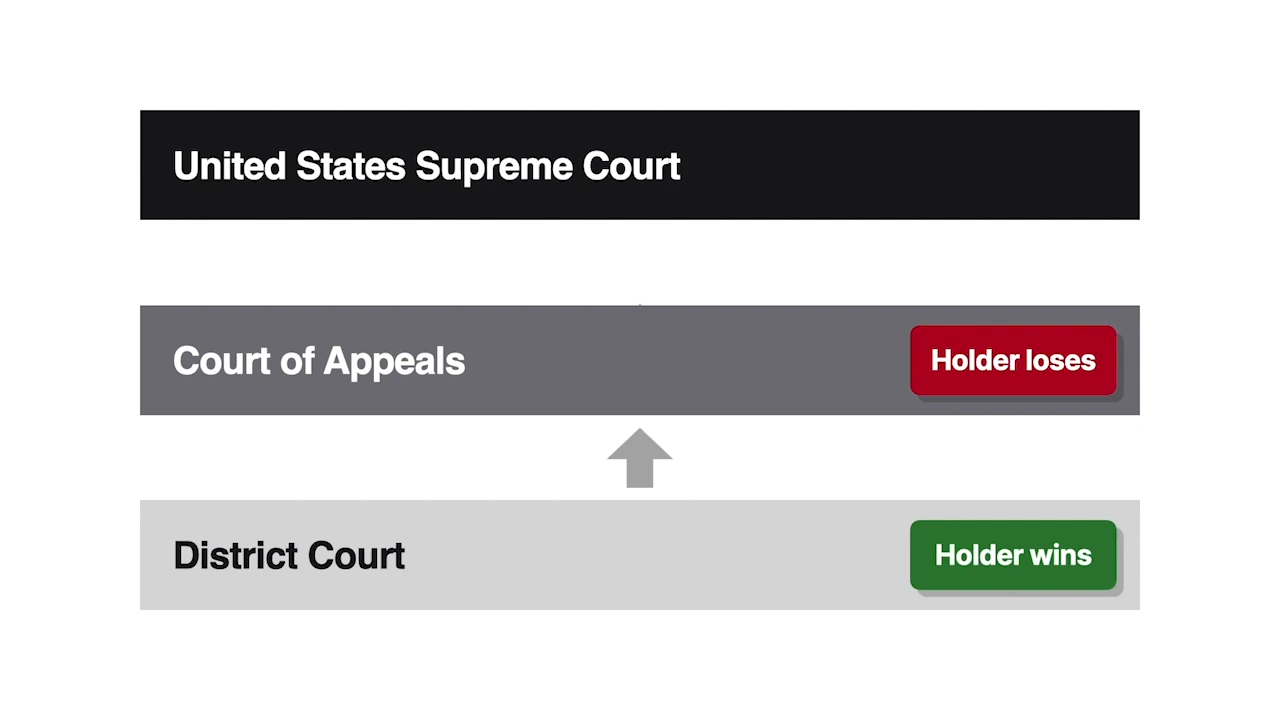 United States Supreme Court
Court of Appeals
Holder loses
District Court
Holder wins